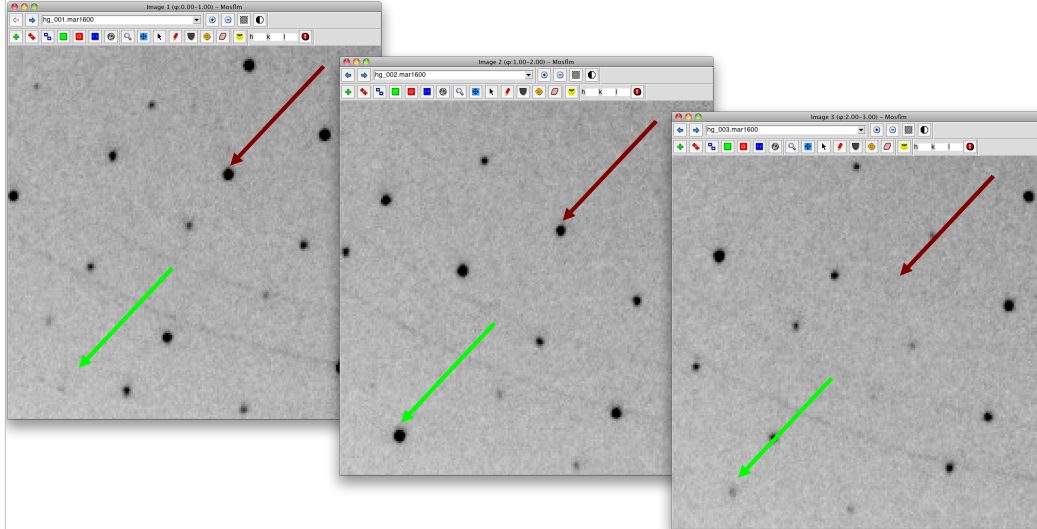 Image 1 (φ:0.00-1.00) - Mosflm
hg_001.mar1600
h k l
Image 2 (φ:1.00-2.00) - Mosflm
hg_002.mar1600
h k l
Image 3 (φ:2.00-3.00) - Mosflm
hg_003.mar1600
h k l